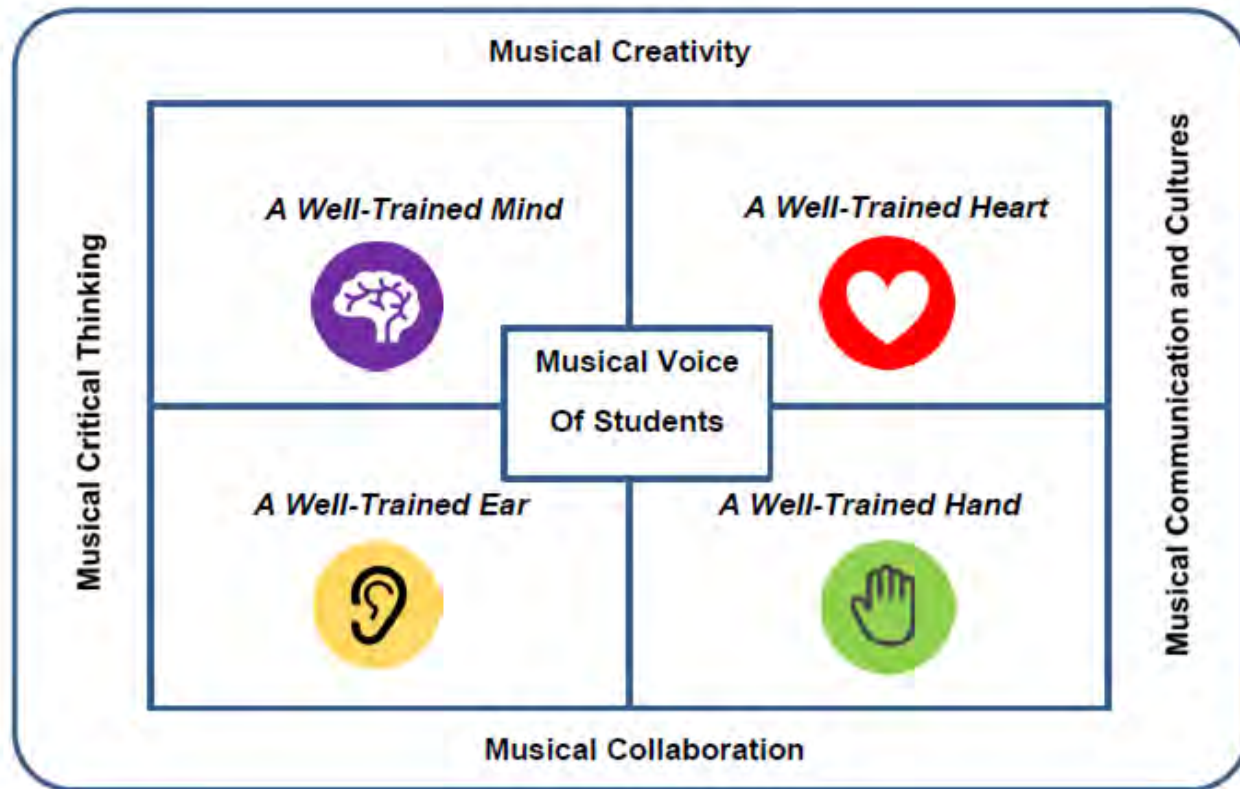 Musical Creativity
Musical Critical Thinking
A Well-Trained Mind
A Well-Trained Heart
Musical Voice
Of Students
A Well-Trained Ear
A Well-Trained Hand
Musical Communication and Cultures
Musical Collaboration